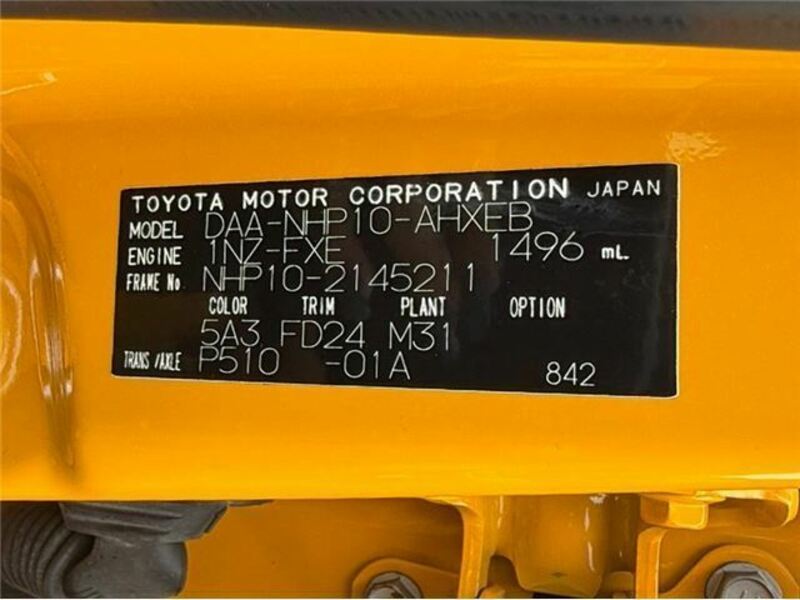 TOYOTA MOTOR CORPORATION JAPAN
MODEL DAA-NHP10-AHXEB
ENGINE 1NZ-FXE 1496 mL
FRAME No NHP10-2145211
COLOR TRIM PLANT OPTION
5A3 FD24 M31
TRANS/AXLE P510 -01A 842